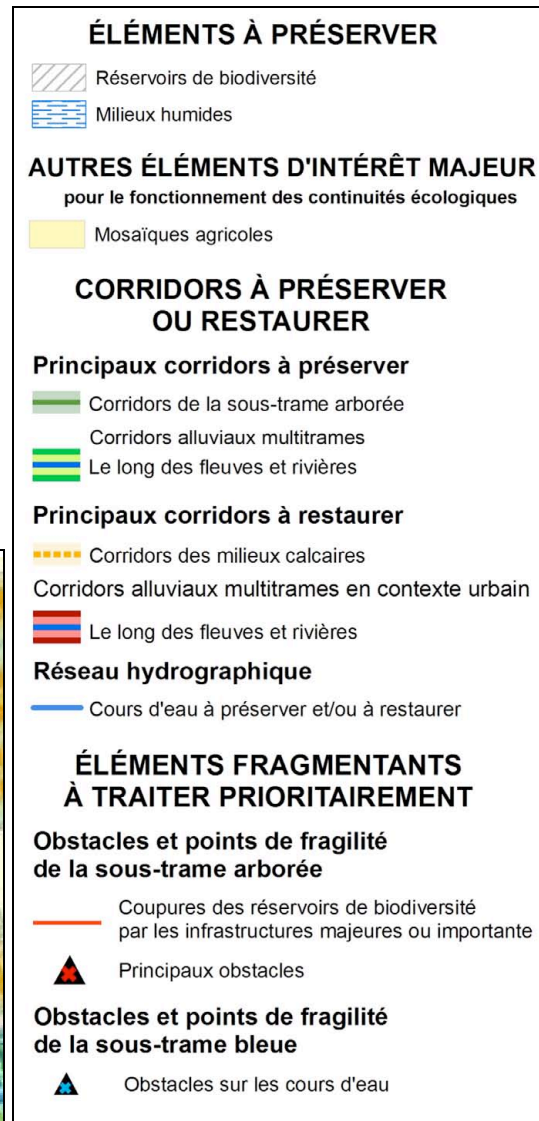 ÉLÉMENTS À PRÉSERVER
Réservoirs de biodiversité
Milieux humides
AUTRES ÉLÉMENTS D'INTÉRÊT MAJEUR
pour le fonctionnement des continuités écologiques
Mosaïques agricoles
CORRIDORS À PRÉSERVER
OU RESTAURER
Principaux corridors à préserver
Corridors de la sous-trame arborée
Corridors alluviaux multitrames
Le long des fleuves et rivières
Principaux corridors à restaurer
Corridors des milieux calcaires
Corridors alluviaux multitrames en contexte urbain
Le long des fleuves et rivières
Réseau hydrographique
Cours d'eau à préserver et/ou à restaurer
ÉLÉMENTS FRAGMENTANTS
À TRAITER PRIORITAIREMENT
Obstacles et points de fragilité
de la sous-trame arborée
Coupures des réservoirs de biodiversité
par les infrastructures majeures ou importante
Principaux obstacles
Obstacles et points de fragilité
de la sous-trame bleue
Obstacles sur les cours d'eau